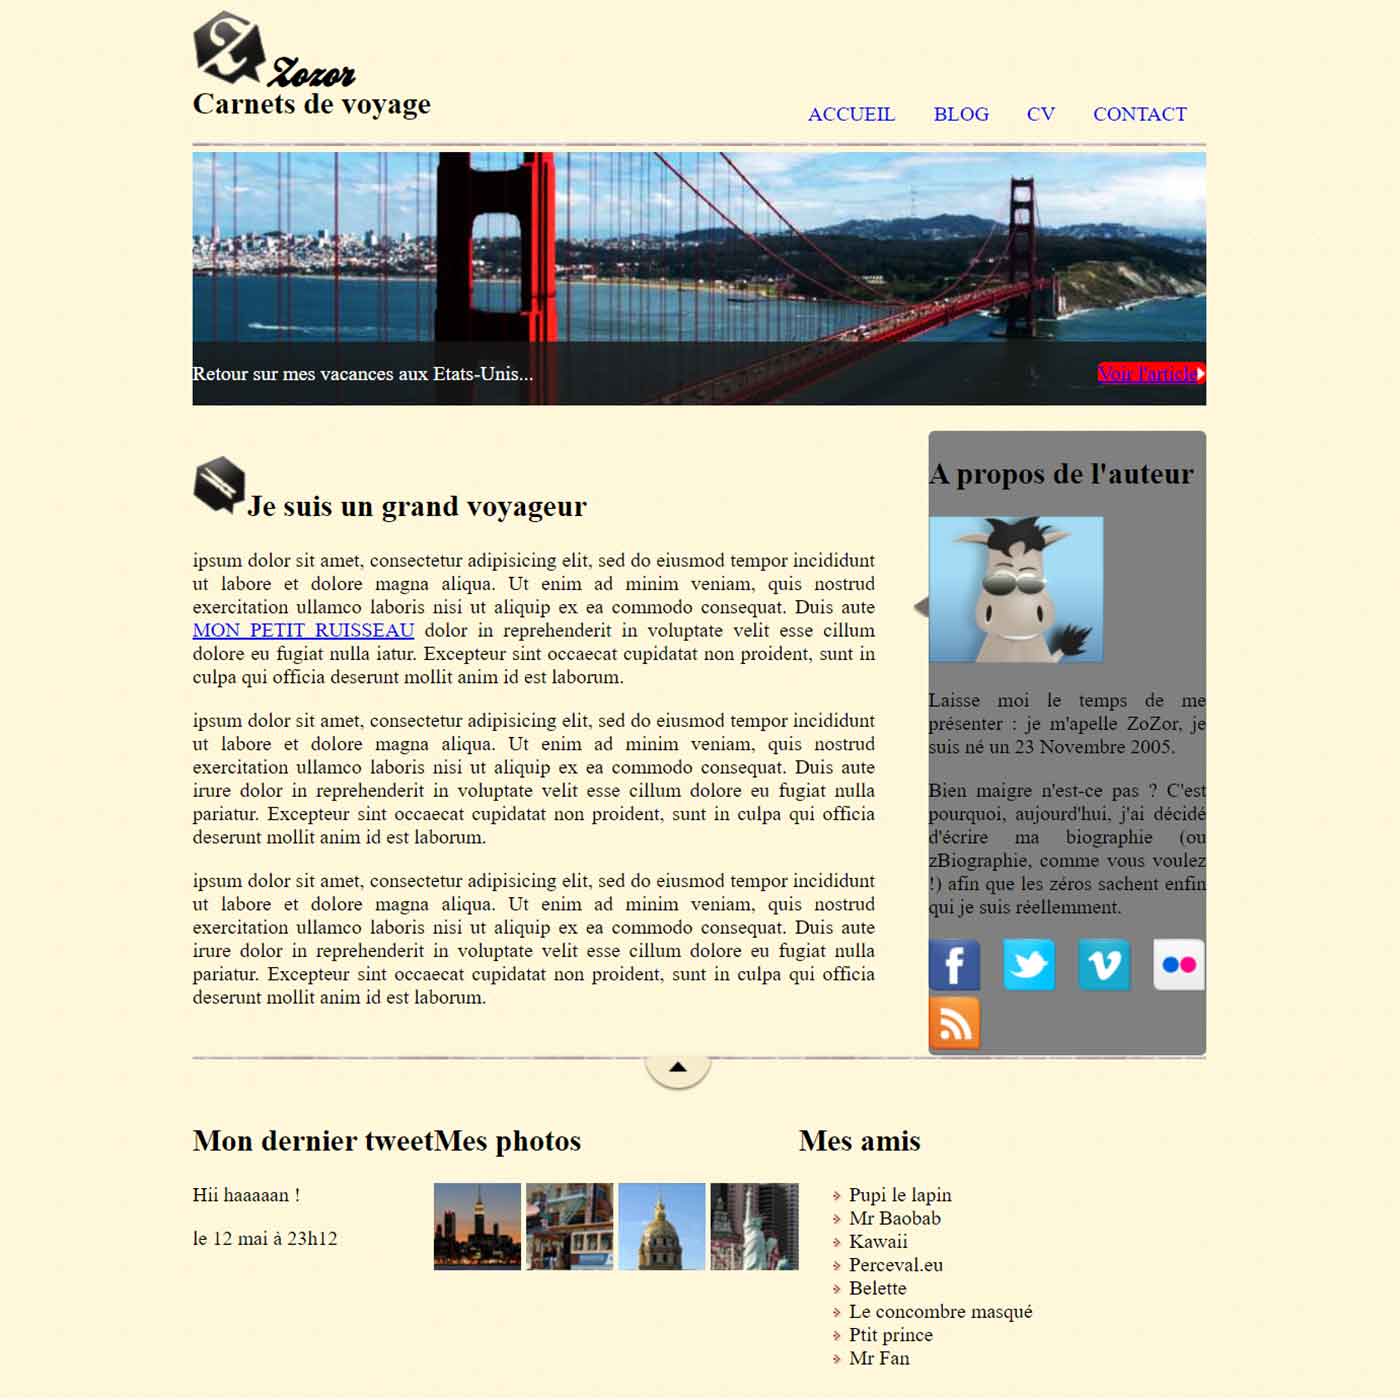 Zozor
Carnets de voyage
ACCUEIL BLOG CV CONTACT
Retour sur mes vacances aux Etats-Unis...
Voir l'article
Je suis un grand voyageur
ipsum dolor sit amet, consectetur adipisicing elit, sed do eiusmod tempor incididunt
ut labore et dolore magna aliqua. Ut enim ad minim veniam, quis nostrud
exercitation ullamco laboris nisi ut aliquip ex ea commodo consequat. Duis aute
MON PETIT RUISSEAU dolor in reprehenderit in voluptate velit esse cillum
dolore eu fugiat nulla iatur. Excepteur sint occaecat cupidatat non proident, sunt in
culpa qui officia deserunt mollit anim id est laborum.
ipsum dolor sit amet, consectetur adipisicing elit, sed do eiusmod tempor incididunt
ut labore et dolore magna aliqua. Ut enim ad minim veniam, quis nostrud
exercitation ullamco laboris nisi ut aliquip ex ea commodo consequat. Duis aute
irure dolor in reprehenderit in voluptate velit esse cillum dolore eu fugiat nulla
pariatur. Excepteur sint occaecat cupidatat non proident, sunt in culpa qui officia
deserunt mollit anim id est laborum.
ipsum dolor sit amet, consectetur adipisicing elit, sed do eiusmod tempor incididunt
ut labore et dolore magna aliqua. Ut enim ad minim veniam, quis nostrud
exercitation ullamco laboris nisi ut aliquip ex ea commodo consequat. Duis aute
irure dolor in reprehenderit in voluptate velit esse cillum dolore eu fugiat nulla
pariatur. Excepteur sint occaecat cupidatat non proident, sunt in culpa qui officia
deserunt mollit anim id est laborum.
A propos de l'auteur
Laisse moi le temps de me
présenter : je m'apelle ZoZor, je
suis né un 23 Novembre 2005.
Bien maigre n'est-ce pas ? C'est
pourquoi, aujourd'hui, j'ai décidé
d'écrire ma biographie (ou
zBiographie, comme vous voulez
!) afin que les zéros sachent enfin
qui je suis réellemment.
Mon dernier tweet
Hii haaaaan !
le 12 mai à 23h12
Mes photos
Mes amis
Pupi le lapin
Mr Baobab
Kawaii
Perceval.eu
Belette
Le concombre masqué
Ptit prince
Mr Fan